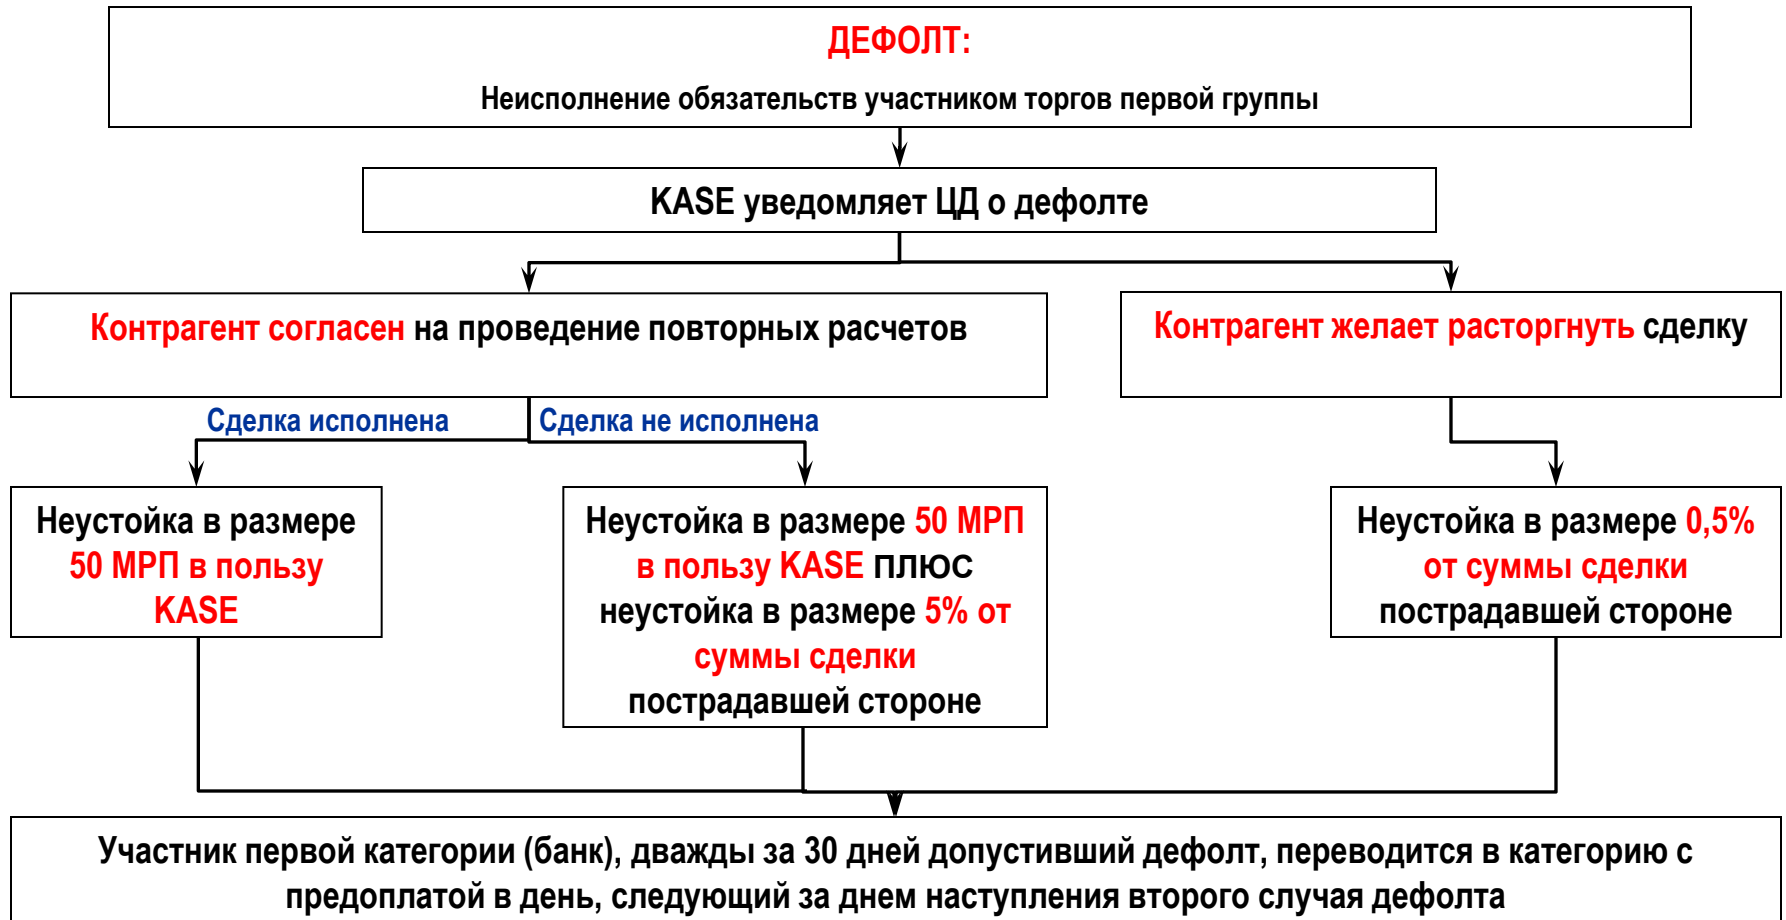 ДЕФОЛТ:
Неисполнение обязательств участником торгов первой группы
KASE уведомляет ЦД о дефолте
Контрагент согласен на проведение повторных расчетов
Контрагент желает расторгнуть сделку
Сделка исполнена
Сделка не исполнена
Неустойка в размере
50 МРП в пользу
KASE
Неустойка в размере 50 МРП
в пользу KASE ПЛЮС
неустойка в размере 5% от
суммы сделки
пострадавшей стороне
Неустойка в размере 0,5%
от суммы сделки
пострадавшей стороне
Участник первой категории (банк), дважды за 30 дней допустивший дефолт, переводится в категорию с
предоплатой в день, следующий за днем наступления второго случая дефолта